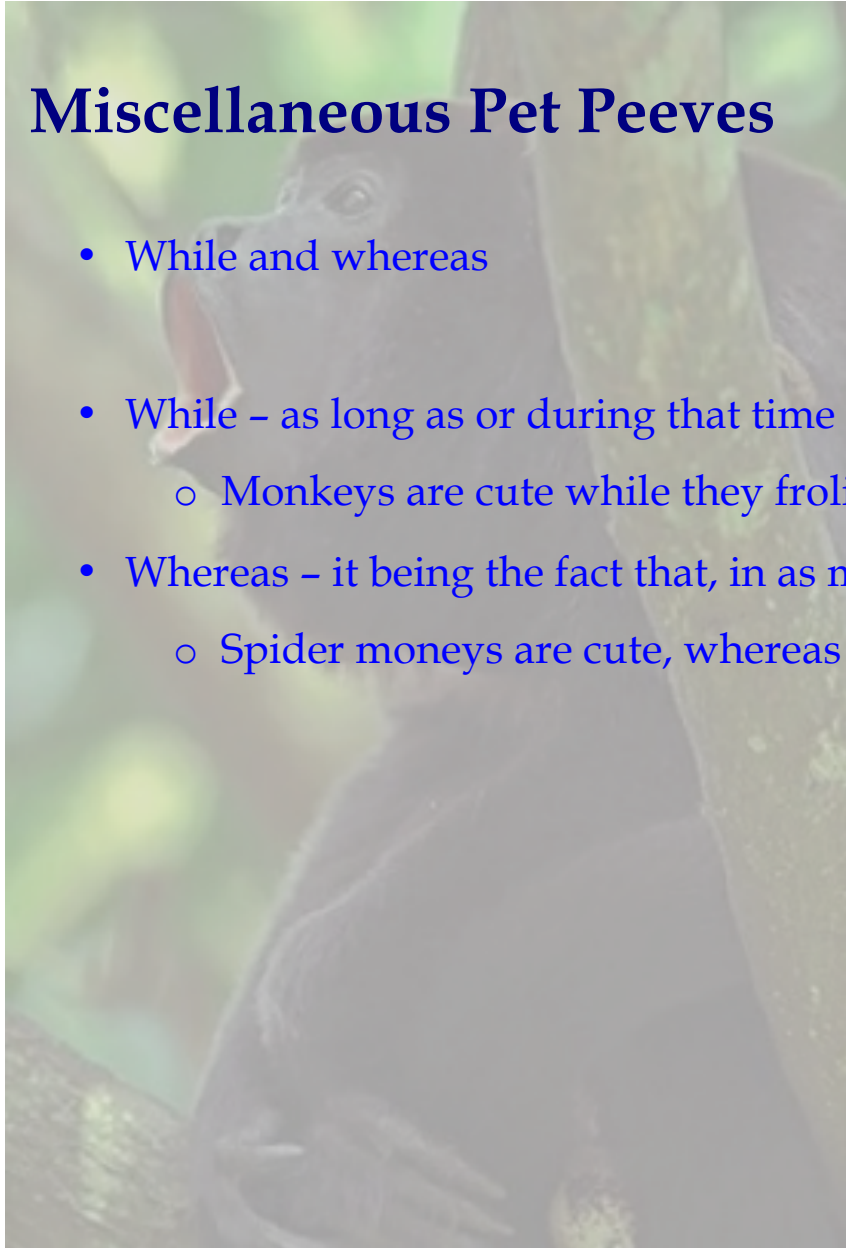 Miscellaneous Pet Peeves
• While and whereas
• While – as long as or during that time
o Monkeys are cute while they
• Whereas – it being the fact that, in as
o Spider moneys are cute, whereas